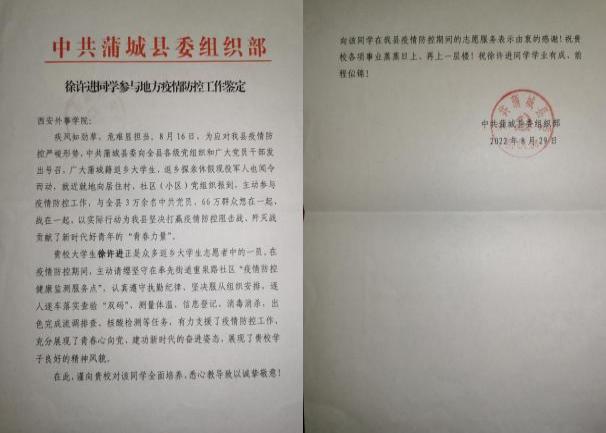 中共蒲城县委组织部
徐许进同学参与地方疫情防控工作鉴定
西安外事学院：
疾风知劲草，危难显担当。8月16日，为应对我县疫情防
控严峻形势，中共蒲城县委向全县各级党组织和广大党员干部发
出号召，广大蒲城籍返乡大学生，返乡探亲休假现役军人也闻令
而动，就近就地向居住村、社区（小区）党组织报到，主动参与
疫情防控工作，与全县3万余名中共党员、66万群众想在一起，
战在一起，以实际行动为我县坚决打赢疫情防控阻击战、歼灭战
贡献了新时代好青年的“青春力量”。
贵校大学生徐许进正是众多返乡大学生志愿者中的一员。在
疫情防控期间，主动请缨坚守在率先街道重泉路社区“疫情防控
健康监测服务点”，认真遵守执勤纪律、坚决服从组织安排，逐
人逐车落实查验“双码”、测量体温、信息登记、消毒消杀，出
色完成流调排查、核酸检测等任务，有力支援了疫情防控工作，
充分展现了青春心向党、建功新时代的奋进姿态，展现了贵校学
子良好的精神风貌。
在此，谨向贵校对该同学全面培养、悉心教导致以诚挚敬意！
向该同学在我县疫情防控期间的志愿服务表示由衷的感谢！祝贵
校各项事业蒸蒸日上、再上一层楼！祝徐许进同学学业有成、前
程似锦！
中共蒲城县委组织部
2022年8月29日